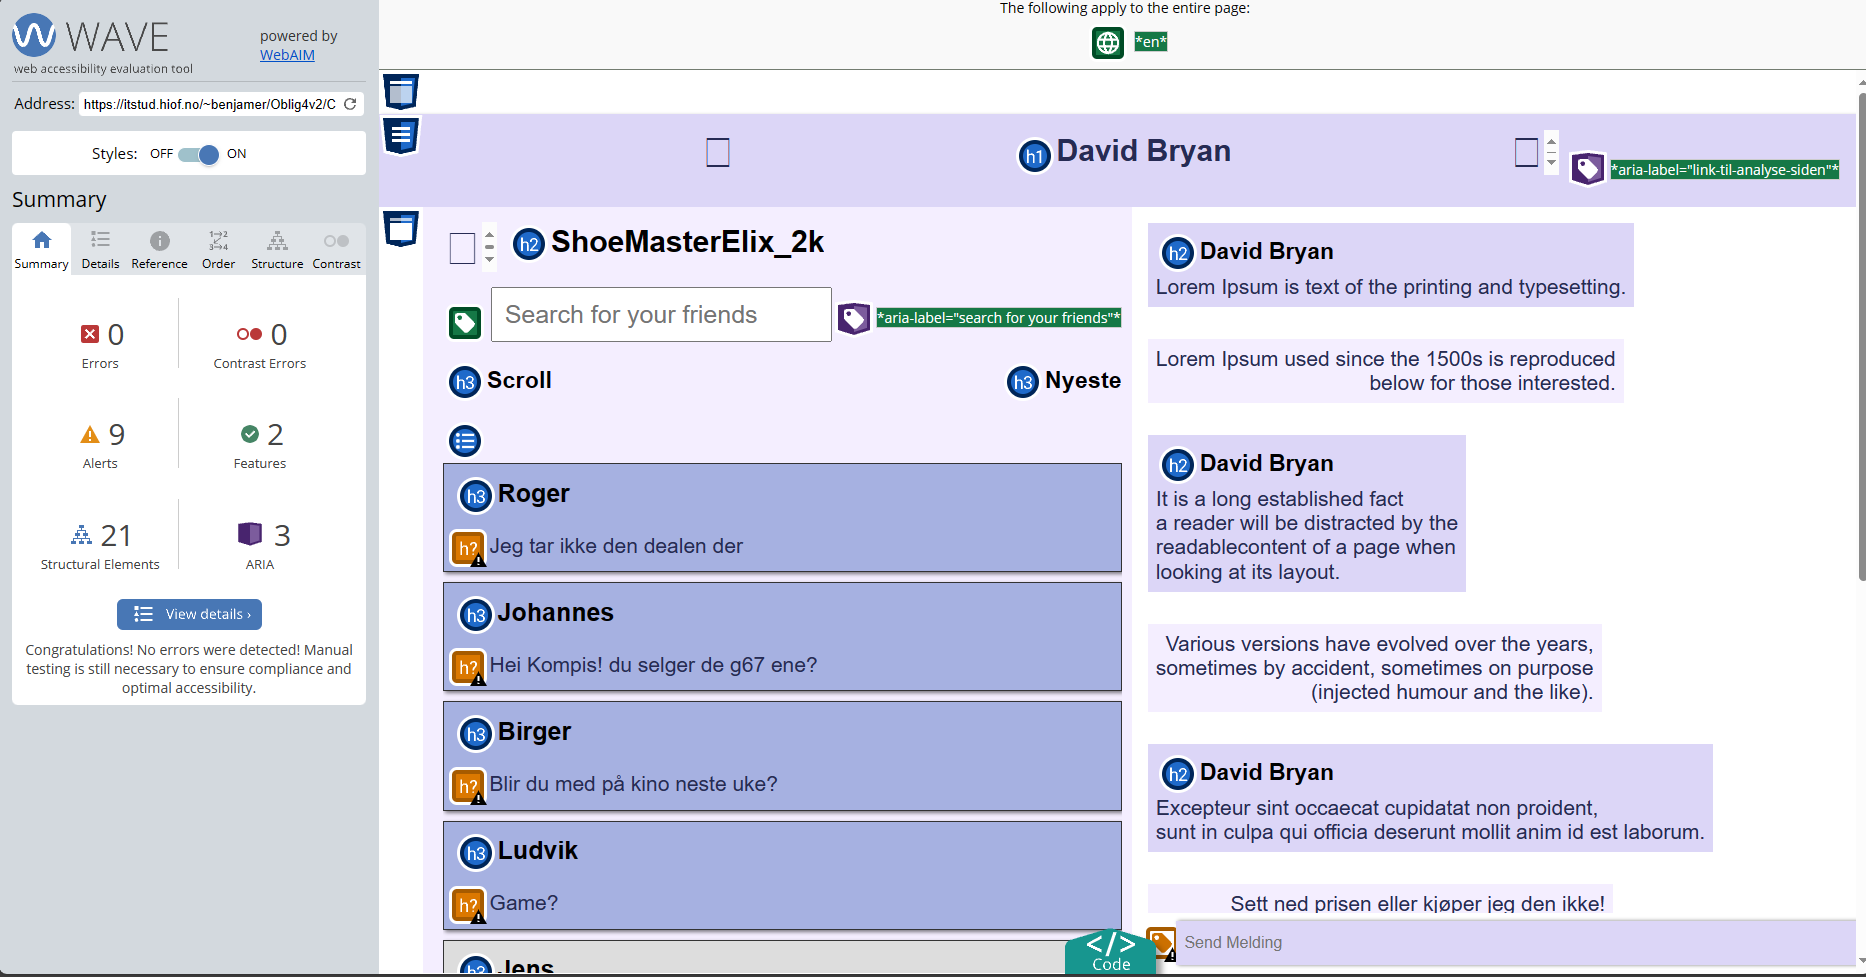 WAVE
web accessibility evaluation tool
powered by
WebAIM
Address: https://itstud.hiof.no/~benjamer/Oblig4v2/C
Styles: OFF ON
Summary
Summary Details Reference Order Structure Contrast
0
Errors
0
Contrast Errors
9
Alerts
2
Features
21
Structural Elements
3
ARIA
View details ›
Congratulations! No errors were detected! Manual
testing is still necessary to ensure compliance and
optimal accessibility.
The following apply to the entire page:
*en*
h1 David Bryan
*aria-label="link-til-analyse-siden"*
h2 ShoeMasterElix_2k
Search for your friends
*aria-label="search for your friends"*
h3 Scroll
h3 Nyeste
h3 Roger
h? Jeg tar ikke den dealen der
h3 Johannes
h? Hei Kompis! du selger de g67 ene?
h3 Birger
h? Blir du med på kino neste uke?
h3 Ludvik
h? Game?
h3 Jens
h2 David Bryan
Lorem Ipsum is text of the printing and typesetting.
Lorem Ipsum used since the 1500s is reproduced
below for those interested.
h2 David Bryan
It is a long established fact
a reader will be distracted by the
readablecontent of a page when
looking at its layout.
Various versions have evolved over the years,
sometimes by accident, sometimes on purpose
(injected humour and the like).
h2 David Bryan
Excepteur sint occaecat cupidatat non proident,
sunt in culpa qui officia deserunt mollit anim id est laborum.
Sett ned prisen eller kjøper jeg den ikke!
Send Melding
</> Code